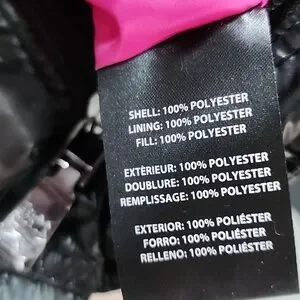 SHELL: 100% POLYESTER
LINING: 100% POLYESTER
FILL: 100% POLYESTER
EXTÉRIEUR: 100% POLYESTER
DOUBLURE: 100% POLYESTER
REMPLISSAGE: 100% POLYESTER
EXTERIOR: 100% POLIÉSTER
FORRO: 100% POLIÉSTER
RELLENO: 100% POLIÉSTER